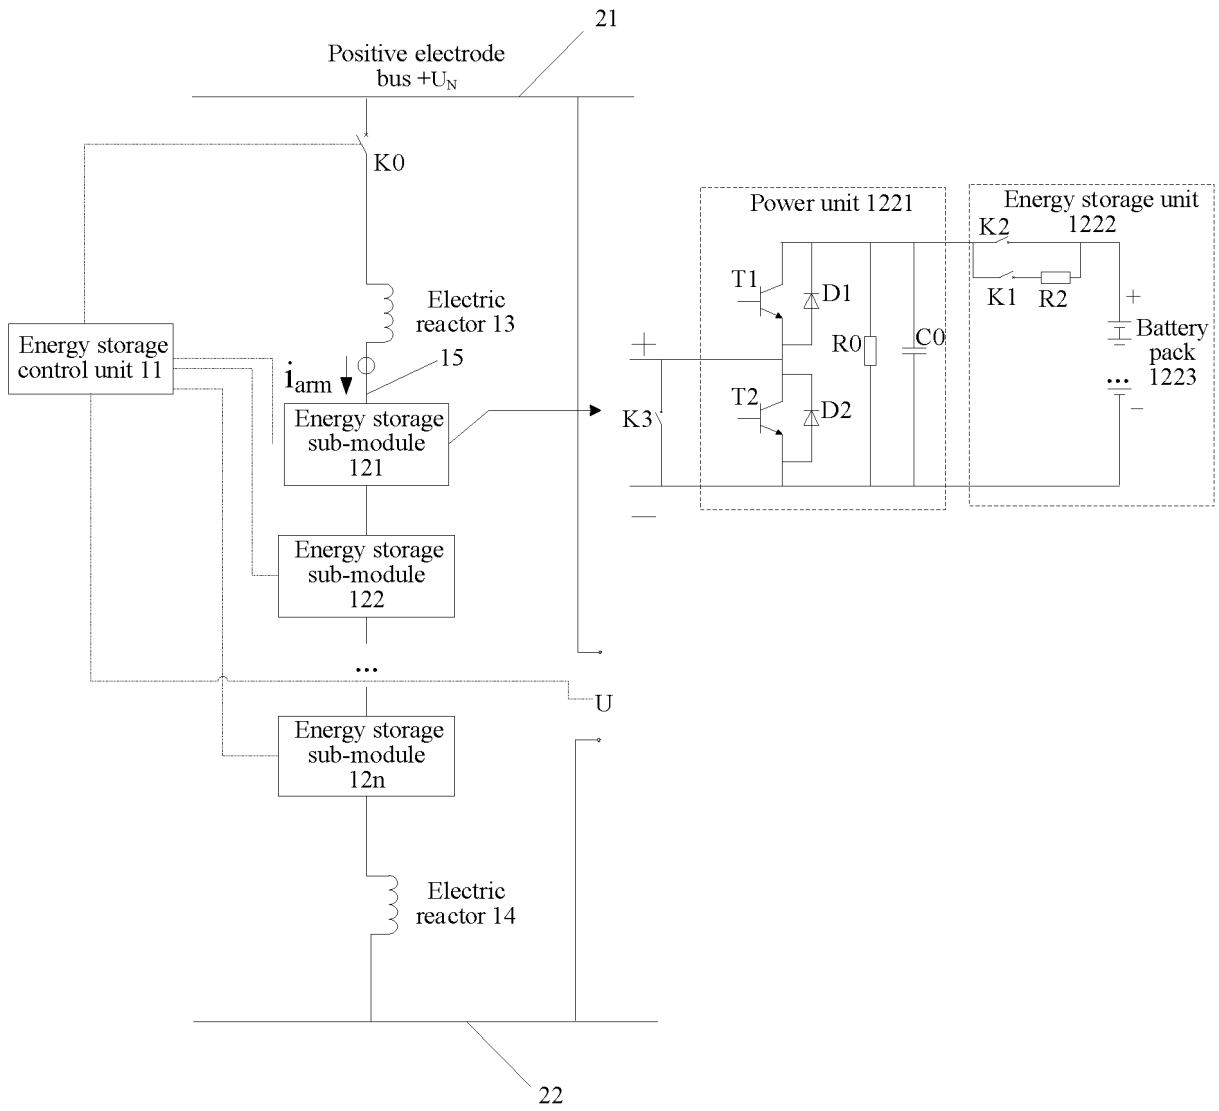 21
Positive electrode
bus +UN
K0
Power unit 1221
Energy storage unit
1222
K2
K1
R2
T1
D1
R0
C0
+
Battery
pack
1223
...
−
Electric
reactor 13
Energy storage
control unit 11
15
iarm
+
T2
D2
K3
−
Energy storage
sub-module
121
Energy storage
sub-module
122
...
U
Energy storage
sub-module
12n
Electric
reactor 14
22